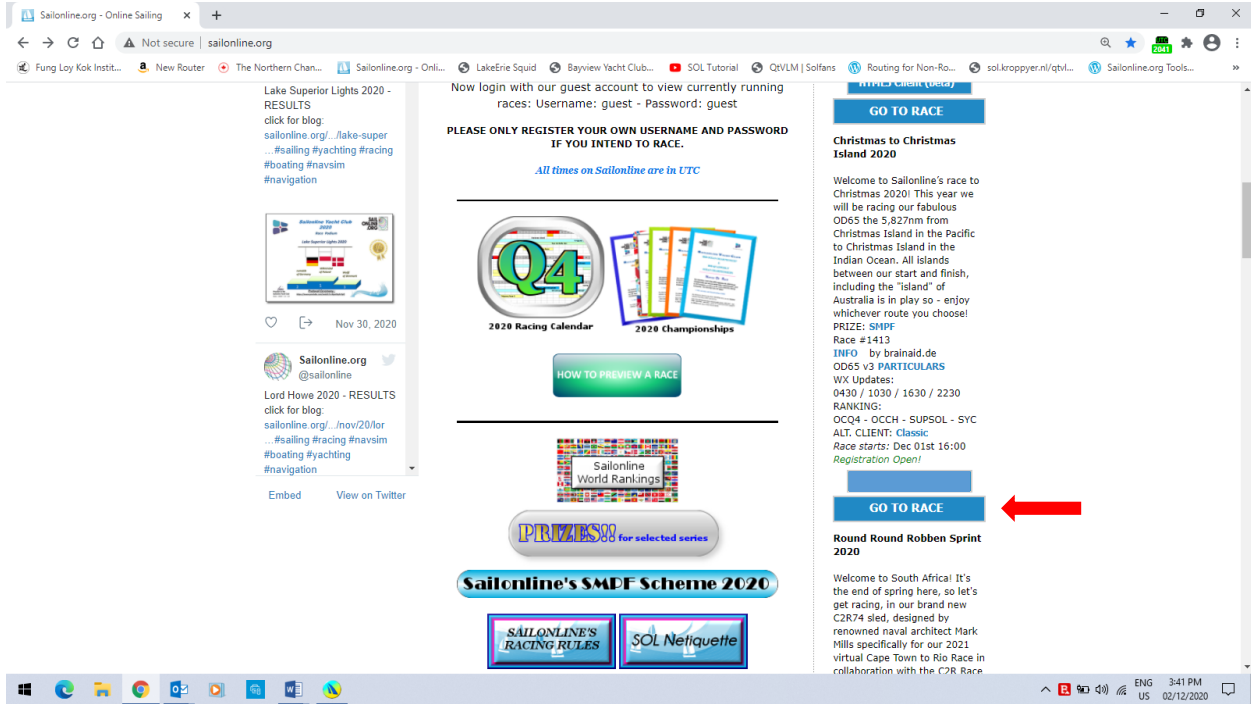 Sailonline.org - Online Sailing
Not secure | sailonline.org
UTC
2041
Fung Loy Kok Instit...
New Router
The Northern Chan...
Sailonline.org - Onli...
LakeErie Squid
Bayview Yacht Club...
SOL Tutorial
QtVLM | Solfans
Routing for Non-Ro...
sol.kroppyer.nl/qtvl...
Sailonline.org Tools...
Lake Superior Lights 2020 -
RESULTS
click for blog:
sailonline.org/.../lake-super
...#sailing #yachting #racing
#boating #navsim
#navigation
Sailonline Yacht Club
2020
Lake Superior Lights 2020
Nov 30, 2020
Sailonline.org
@sailonline
Lord Howe 2020 - RESULTS
click for blog:
sailonline.org/.../nov/20/lor
...#sailing #racing #navsim
#boating #yachting
#navigation
Embed
View on Twitter
Now login with our guest account to view currently running
races: Username: guest - Password: guest
PLEASE ONLY REGISTER YOUR OWN USERNAME AND PASSWORD
IF YOU INTEND TO RACE.
All times on Sailonline are in UTC
Q4
2020 Racing Calendar
2020 Championships
HOW TO PREVIEW A RACE
Sailonline
World Rankings
PRIZES!! for selected series
Sailonline's SMPF Scheme 2020
SAILONLINE'S
RACING RULES
SOL Netiquette
HTML5 Client (beta)
GO TO RACE
Christmas to Christmas
Island 2020
Welcome to Sailonline's race to
Christmas 2020! This year we
will be racing our fabulous
OD65 the 5,827nm from
Christmas Island in the Pacific
to Christmas Island in the
Indian Ocean. All islands
between our start and finish,
including the "island" of
Australia is in play so - enjoy
whichever route you choose!
PRIZE: SMPF
Race #1413
INFO by brainaid.de
OD65 v3 PARTICULARS
WX Updates:
0430 / 1030 / 1630 / 2230
RANKING:
OCQ4 - OCCH - SUPSOL - SYC
ALT. CLIENT: Classic
Race starts: Dec 01st 16:00
Registration Open!
GO TO RACE
Round Round Robben Sprint
2020
Welcome to South Africa! It's
the end of spring here, so let's
get racing, in our brand new
C2R74 sled, designed by
renowned naval architect Mark
Mills specifically for our 2021
virtual Cape Town to Rio Race in
collaboration with the C2R Race
ENG
US
3:41 PM
02/12/2020